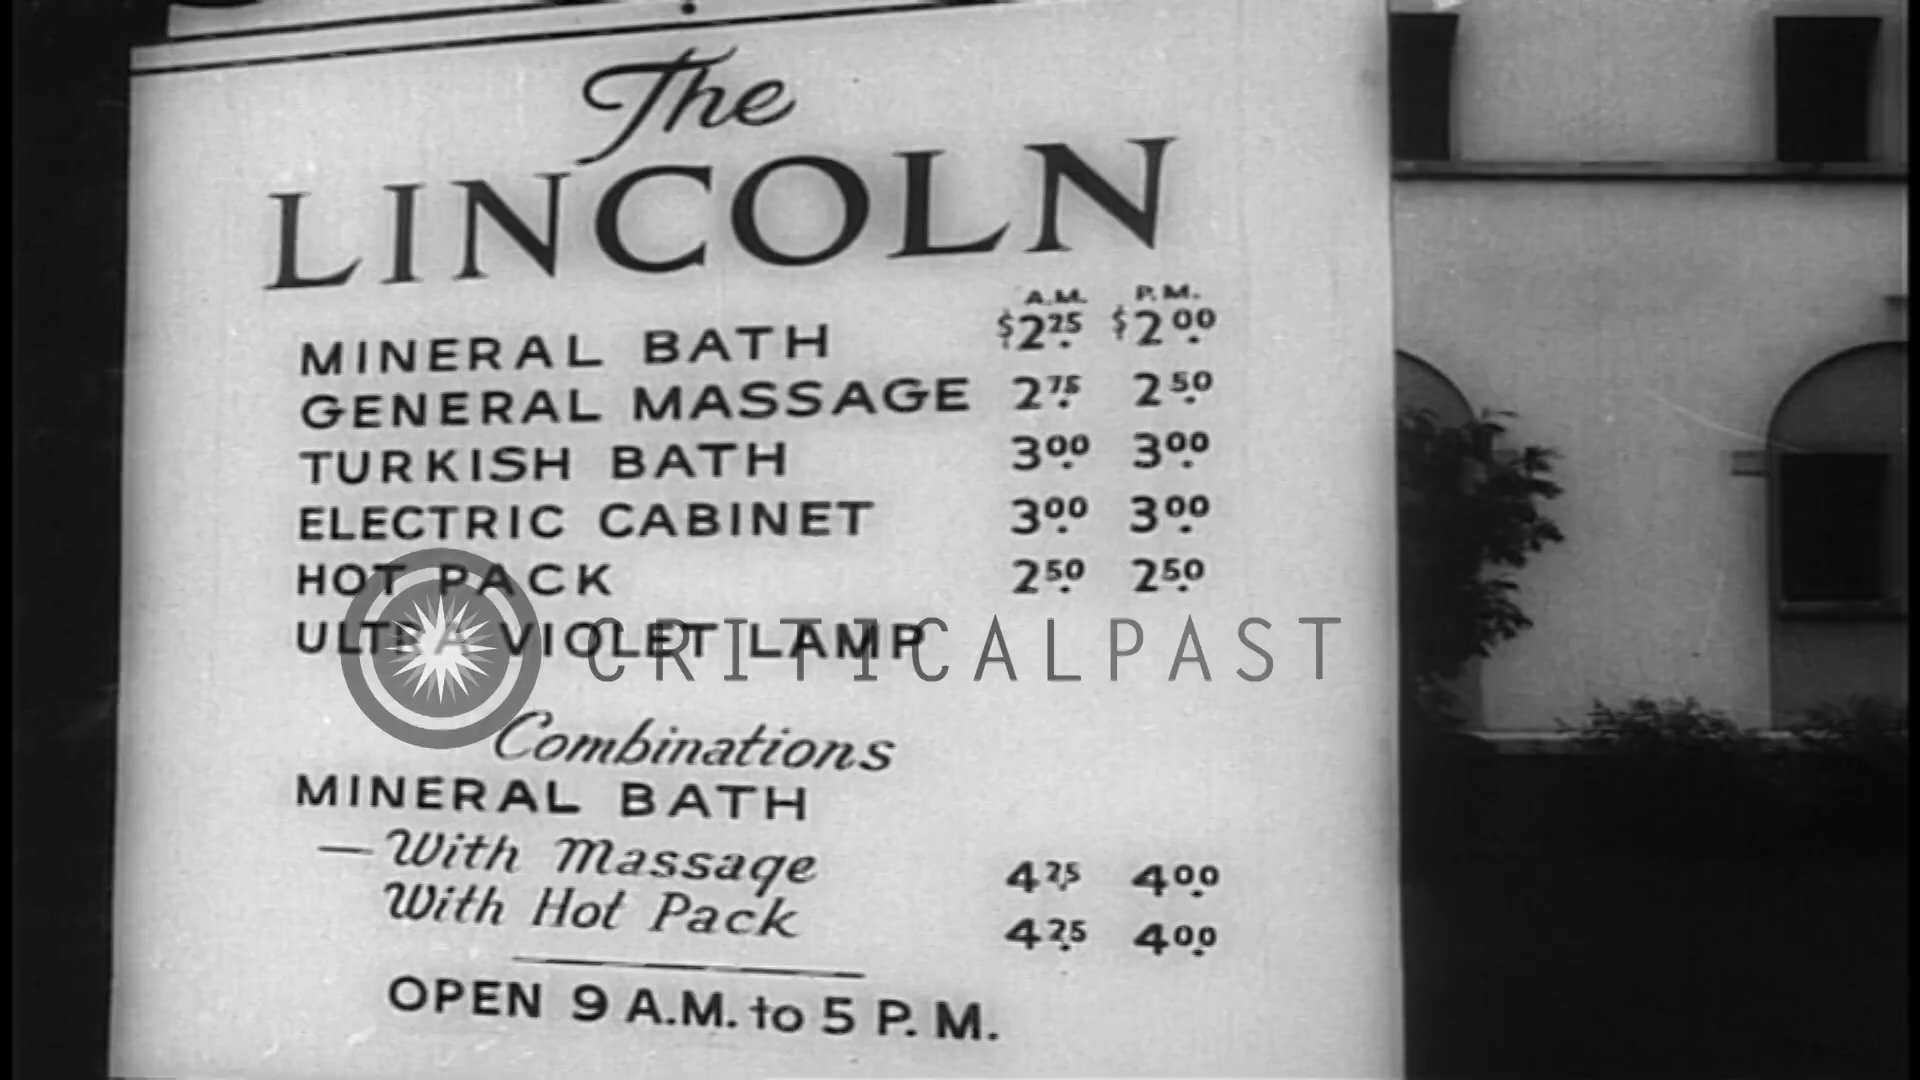 The
LINCOLN
A.M. P.M.
MINERAL BATH $2.25 $2.00
GENERAL MASSAGE 2.75 2.50
TURKISH BATH 3.00 3.00
ELECTRIC CABINET 3.00 3.00
HOT PACK 2.50 2.50
ULTRA VIOLET LAMP
CRITICALPAST
Combinations
MINERAL BATH
— With Massage 4.25 4.00
With Hot Pack 4.25 4.00
OPEN 9 A.M. to 5 P.M.